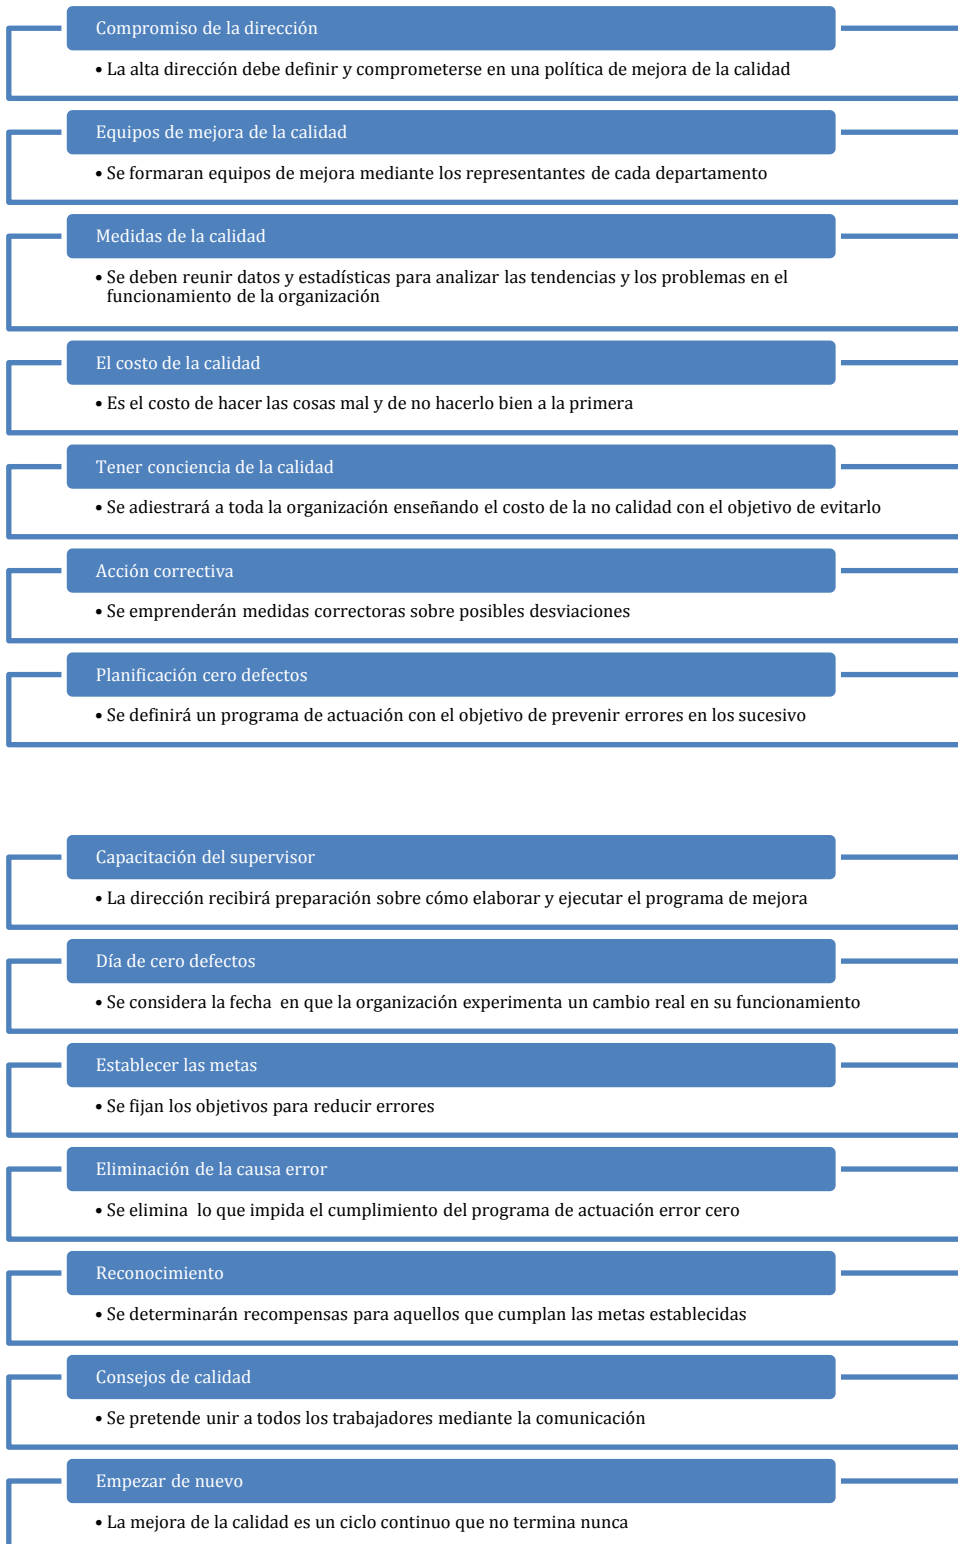 Compromiso de la dirección
• La alta dirección debe definir y comprometerse en una política de mejora de la calidad
Equipos de mejora de la calidad
• Se formaran equipos de mejora mediante los representantes de cada departamento
Medidas de la calidad
• Se deben reunir datos y estadísticas para analizar las tendencias y los problemas en el
funcionamiento de la organización
El costo de la calidad
• Es el costo de hacer las cosas mal y de no hacerlo bien a la primera
Tener conciencia de la calidad
• Se adiestrará a toda la organización enseñando el costo de la no calidad con el objetivo de evitarlo
Acción correctiva
• Se emprenderán medidas correctoras sobre posibles desviaciones
Planificación cero defectos
• Se definirá un programa de actuación con el objetivo de prevenir errores en los sucesivo
Capacitación del supervisor
• La dirección recibirá preparación sobre cómo elaborar y ejecutar el programa de mejora
Día de cero defectos
• Se considera la fecha  en que la organización experimenta un cambio real en su funcionamiento
Establecer las metas
• Se fijan los objetivos para reducir errores
Eliminación de la causa error
• Se elimina  lo que impida el cumplimiento del programa de actuación error cero
Reconocimiento
• Se determinarán recompensas para aquellos que cumplan las metas establecidas
Consejos de calidad
• Se pretende unir a todos los trabajadores mediante la comunicación
Empezar de nuevo
• La mejora de la calidad es un ciclo continuo que no termina nunca